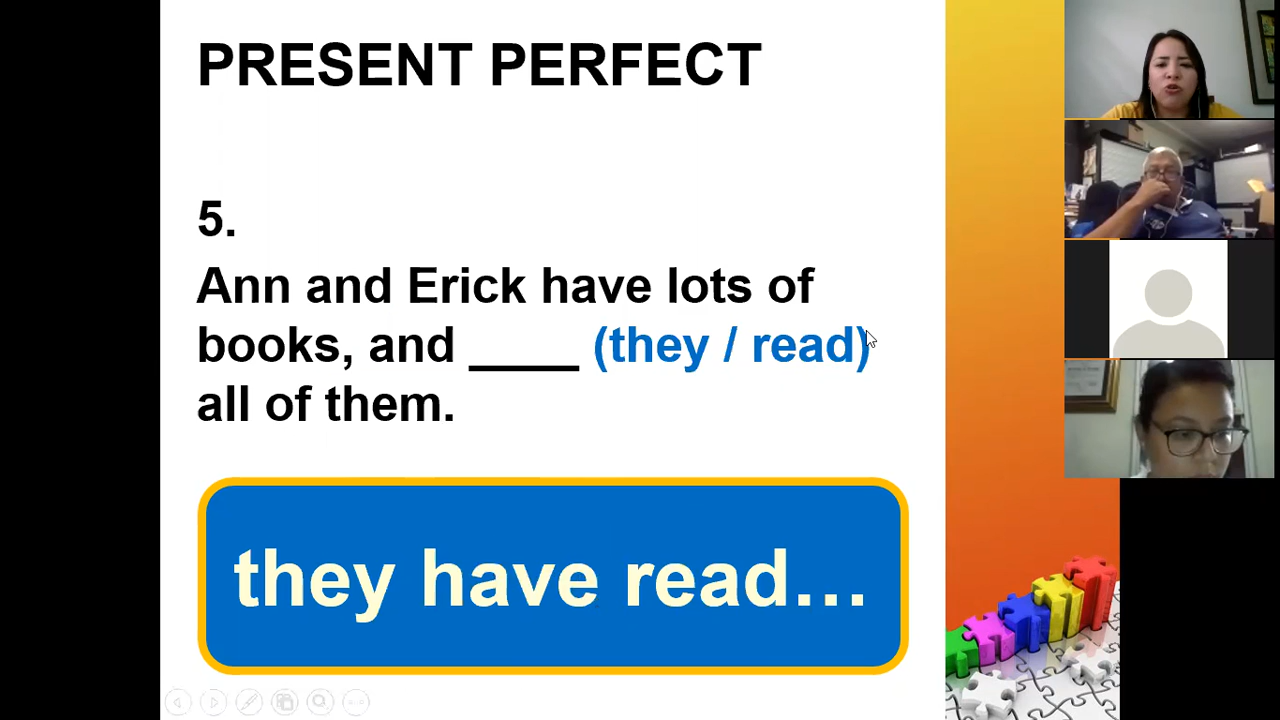 PRESENT PERFECT
5.
Ann and Erick have lots of
books, and ____ (they / read)
all of them.
they have read…